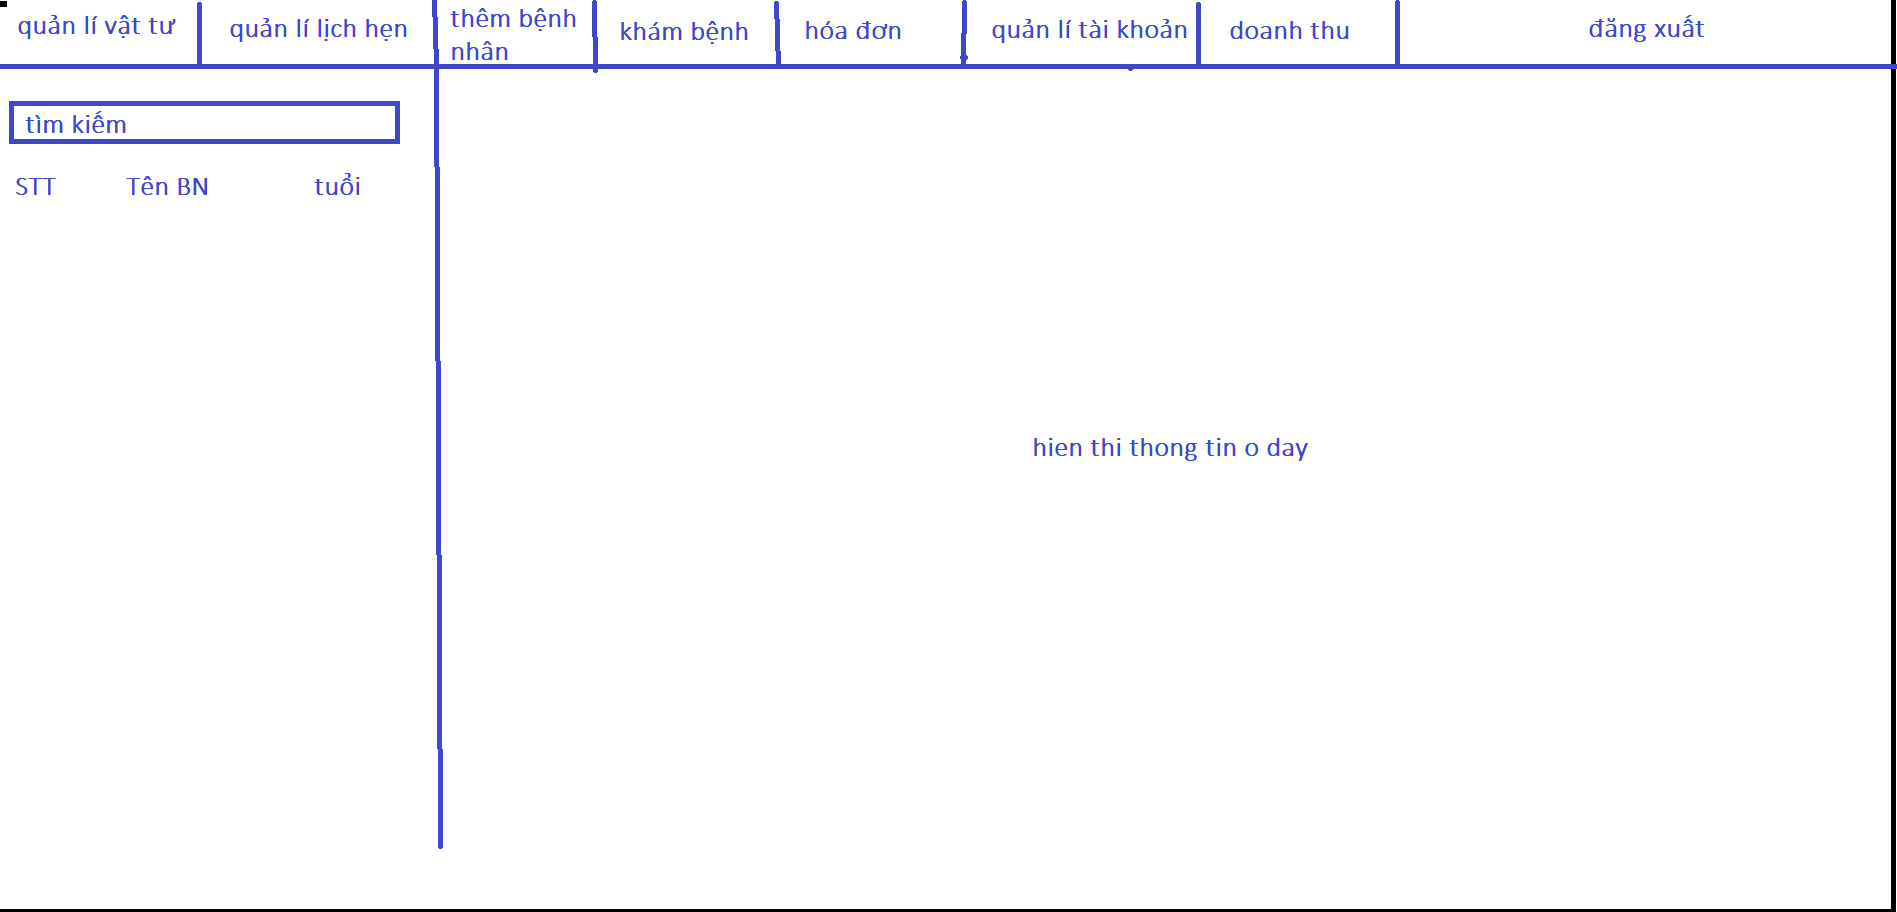 quản lí vật tư
quản lí lịch hẹn
thêm bệnh
nhân
khám bệnh
hóa đơn
quản lí tài khoản
doanh thu
đăng xuất
tìm kiếm
STT
Tên BN
tuổi
hien thi thong tin o day